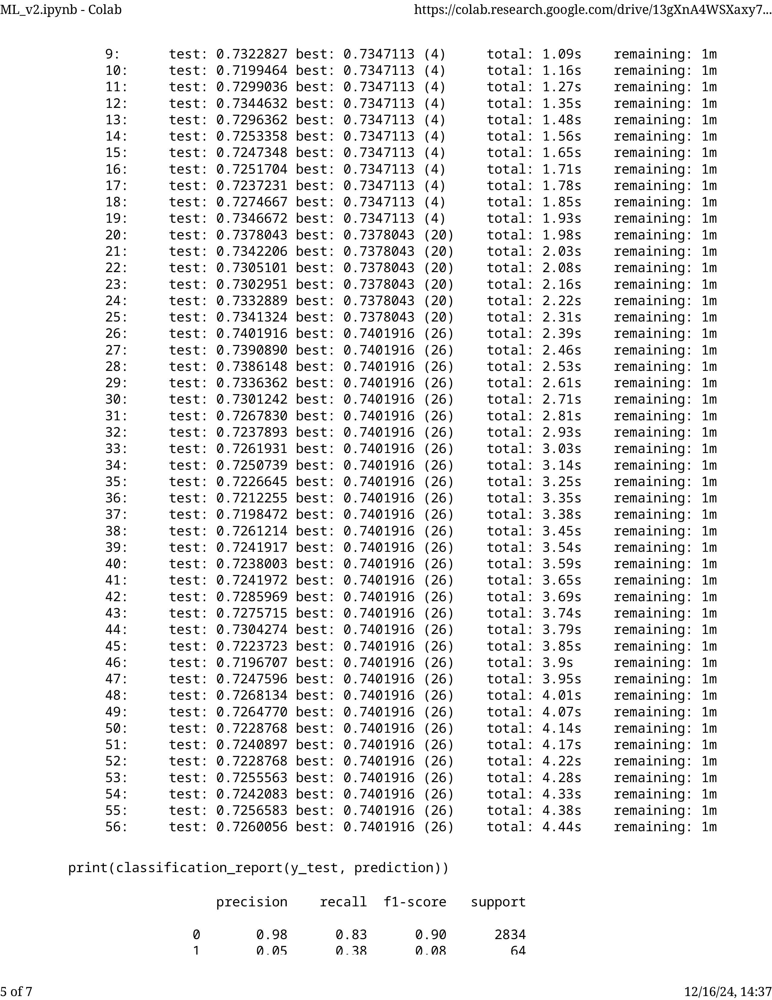 ML_v2.ipynb - Colab https://colab.research.google.com/drive/13gXnA4WSXaxy7...
9: test: 0.7322827 best: 0.7347113 (4) total: 1.09s remaining: 1m
10: test: 0.7199464 best: 0.7347113 (4) total: 1.16s remaining: 1m
11: test: 0.7299036 best: 0.7347113 (4) total: 1.27s remaining: 1m
12: test: 0.7344632 best: 0.7347113 (4) total: 1.35s remaining: 1m
13: test: 0.7296362 best: 0.7347113 (4) total: 1.48s remaining: 1m
14: test: 0.7253358 best: 0.7347113 (4) total: 1.56s remaining: 1m
15: test: 0.7247348 best: 0.7347113 (4) total: 1.65s remaining: 1m
16: test: 0.7251704 best: 0.7347113 (4) total: 1.71s remaining: 1m
17: test: 0.7237231 best: 0.7347113 (4) total: 1.78s remaining: 1m
18: test: 0.7274667 best: 0.7347113 (4) total: 1.85s remaining: 1m
19: test: 0.7346672 best: 0.7347113 (4) total: 1.93s remaining: 1m
20: test: 0.7378043 best: 0.7378043 (20) total: 1.98s remaining: 1m
21: test: 0.7342206 best: 0.7378043 (20) total: 2.03s remaining: 1m
22: test: 0.7305101 best: 0.7378043 (20) total: 2.08s remaining: 1m
23: test: 0.7302951 best: 0.7378043 (20) total: 2.16s remaining: 1m
24: test: 0.7332889 best: 0.7378043 (20) total: 2.22s remaining: 1m
25: test: 0.7341324 best: 0.7378043 (20) total: 2.31s remaining: 1m
26: test: 0.7401916 best: 0.7401916 (26) total: 2.39s remaining: 1m
27: test: 0.7390890 best: 0.7401916 (26) total: 2.46s remaining: 1m
28: test: 0.7386148 best: 0.7401916 (26) total: 2.53s remaining: 1m
29: test: 0.7336362 best: 0.7401916 (26) total: 2.61s remaining: 1m
30: test: 0.7301242 best: 0.7401916 (26) total: 2.71s remaining: 1m
31: test: 0.7267830 best: 0.7401916 (26) total: 2.81s remaining: 1m
32: test: 0.7237893 best: 0.7401916 (26) total: 2.93s remaining: 1m
33: test: 0.7261931 best: 0.7401916 (26) total: 3.03s remaining: 1m
34: test: 0.7250739 best: 0.7401916 (26) total: 3.14s remaining: 1m
35: test: 0.7226645 best: 0.7401916 (26) total: 3.25s remaining: 1m
36: test: 0.7212255 best: 0.7401916 (26) total: 3.35s remaining: 1m
37: test: 0.7198472 best: 0.7401916 (26) total: 3.38s remaining: 1m
38: test: 0.7261214 best: 0.7401916 (26) total: 3.45s remaining: 1m
39: test: 0.7241917 best: 0.7401916 (26) total: 3.54s remaining: 1m
40: test: 0.7238003 best: 0.7401916 (26) total: 3.59s remaining: 1m
41: test: 0.7241972 best: 0.7401916 (26) total: 3.65s remaining: 1m
42: test: 0.7285969 best: 0.7401916 (26) total: 3.69s remaining: 1m
43: test: 0.7275715 best: 0.7401916 (26) total: 3.74s remaining: 1m
44: test: 0.7304274 best: 0.7401916 (26) total: 3.79s remaining: 1m
45: test: 0.7223723 best: 0.7401916 (26) total: 3.85s remaining: 1m
46: test: 0.7196707 best: 0.7401916 (26) total: 3.9s remaining: 1m
47: test: 0.7247596 best: 0.7401916 (26) total: 3.95s remaining: 1m
48: test: 0.7268134 best: 0.7401916 (26) total: 4.01s remaining: 1m
49: test: 0.7264770 best: 0.7401916 (26) total: 4.07s remaining: 1m
50: test: 0.7228768 best: 0.7401916 (26) total: 4.14s remaining: 1m
51: test: 0.7240897 best: 0.7401916 (26) total: 4.17s remaining: 1m
52: test: 0.7228768 best: 0.7401916 (26) total: 4.22s remaining: 1m
53: test: 0.7255563 best: 0.7401916 (26) total: 4.28s remaining: 1m
54: test: 0.7242083 best: 0.7401916 (26) total: 4.33s remaining: 1m
55: test: 0.7256583 best: 0.7401916 (26) total: 4.38s remaining: 1m
56: test: 0.7260056 best: 0.7401916 (26) total: 4.44s remaining: 1m
print(classification_report(y_test, prediction))
precision recall f1-score support
0 0.98 0.83 0.90 2834
1 0.05 0.38 0.08 64
5 of 7 12/16/24, 14:37